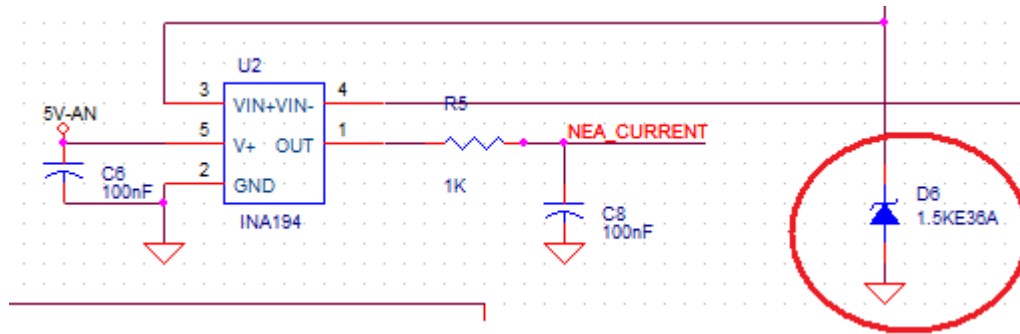 U2
3
VIN+VIN-
4
5V-AN
R5
5
V+
OUT
1
NEA_CURRENT
C6
100nF
2
GND
1K
INA194
C8
100nF
D6
1.5KE36A